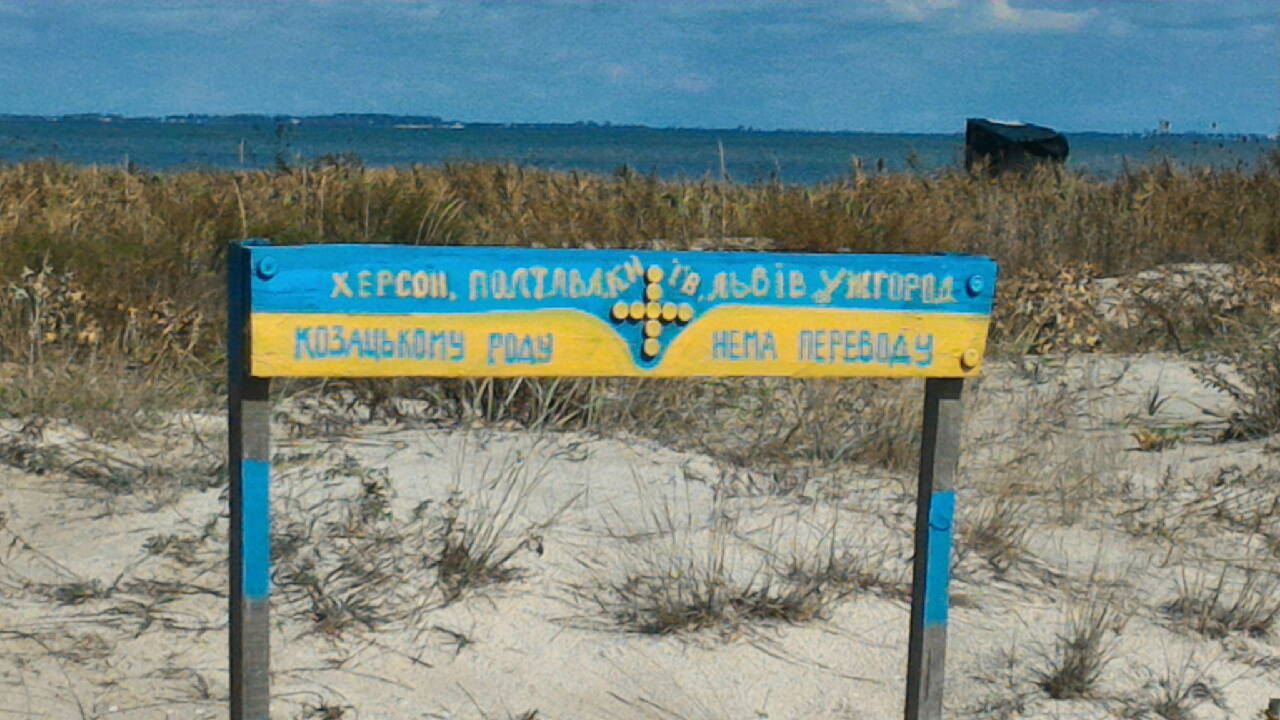 ХЕРСОН, ПОЛТАВА, КИЇВ, ЛЬВІВ, УЖГОРОД
КОЗАЦЬКОМУ РОДУ НЕМА ПЕРЕВОДУ